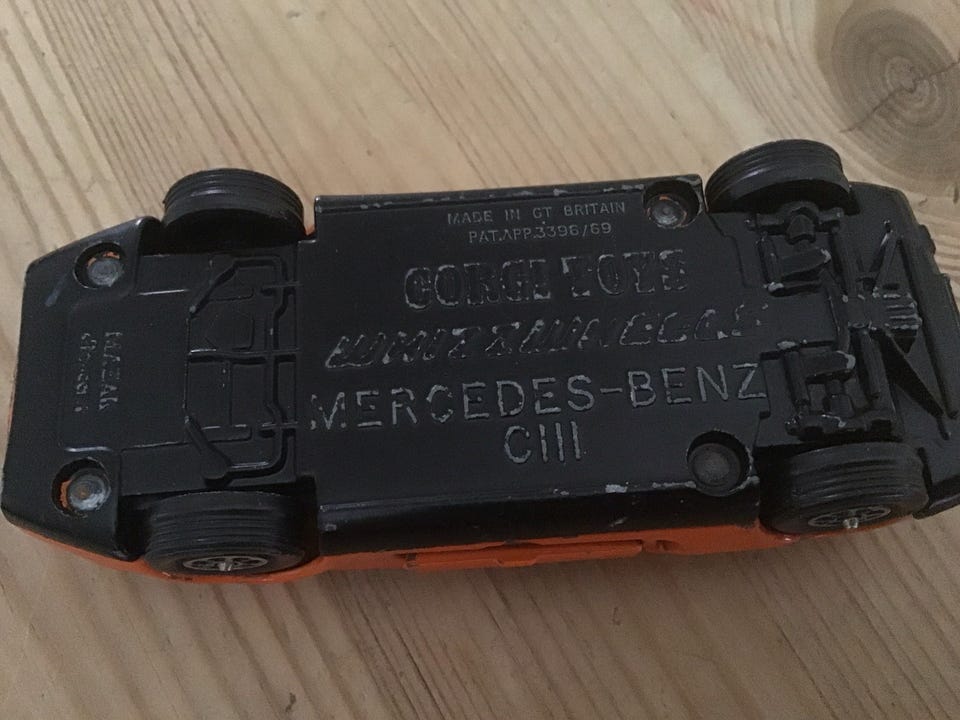 MADE IN GT BRITAIN
PAT.APP.3396/69
CORGI TOYS
WHIZZWHEELS
MERCEDES-BENZ
CIII
MAZAK